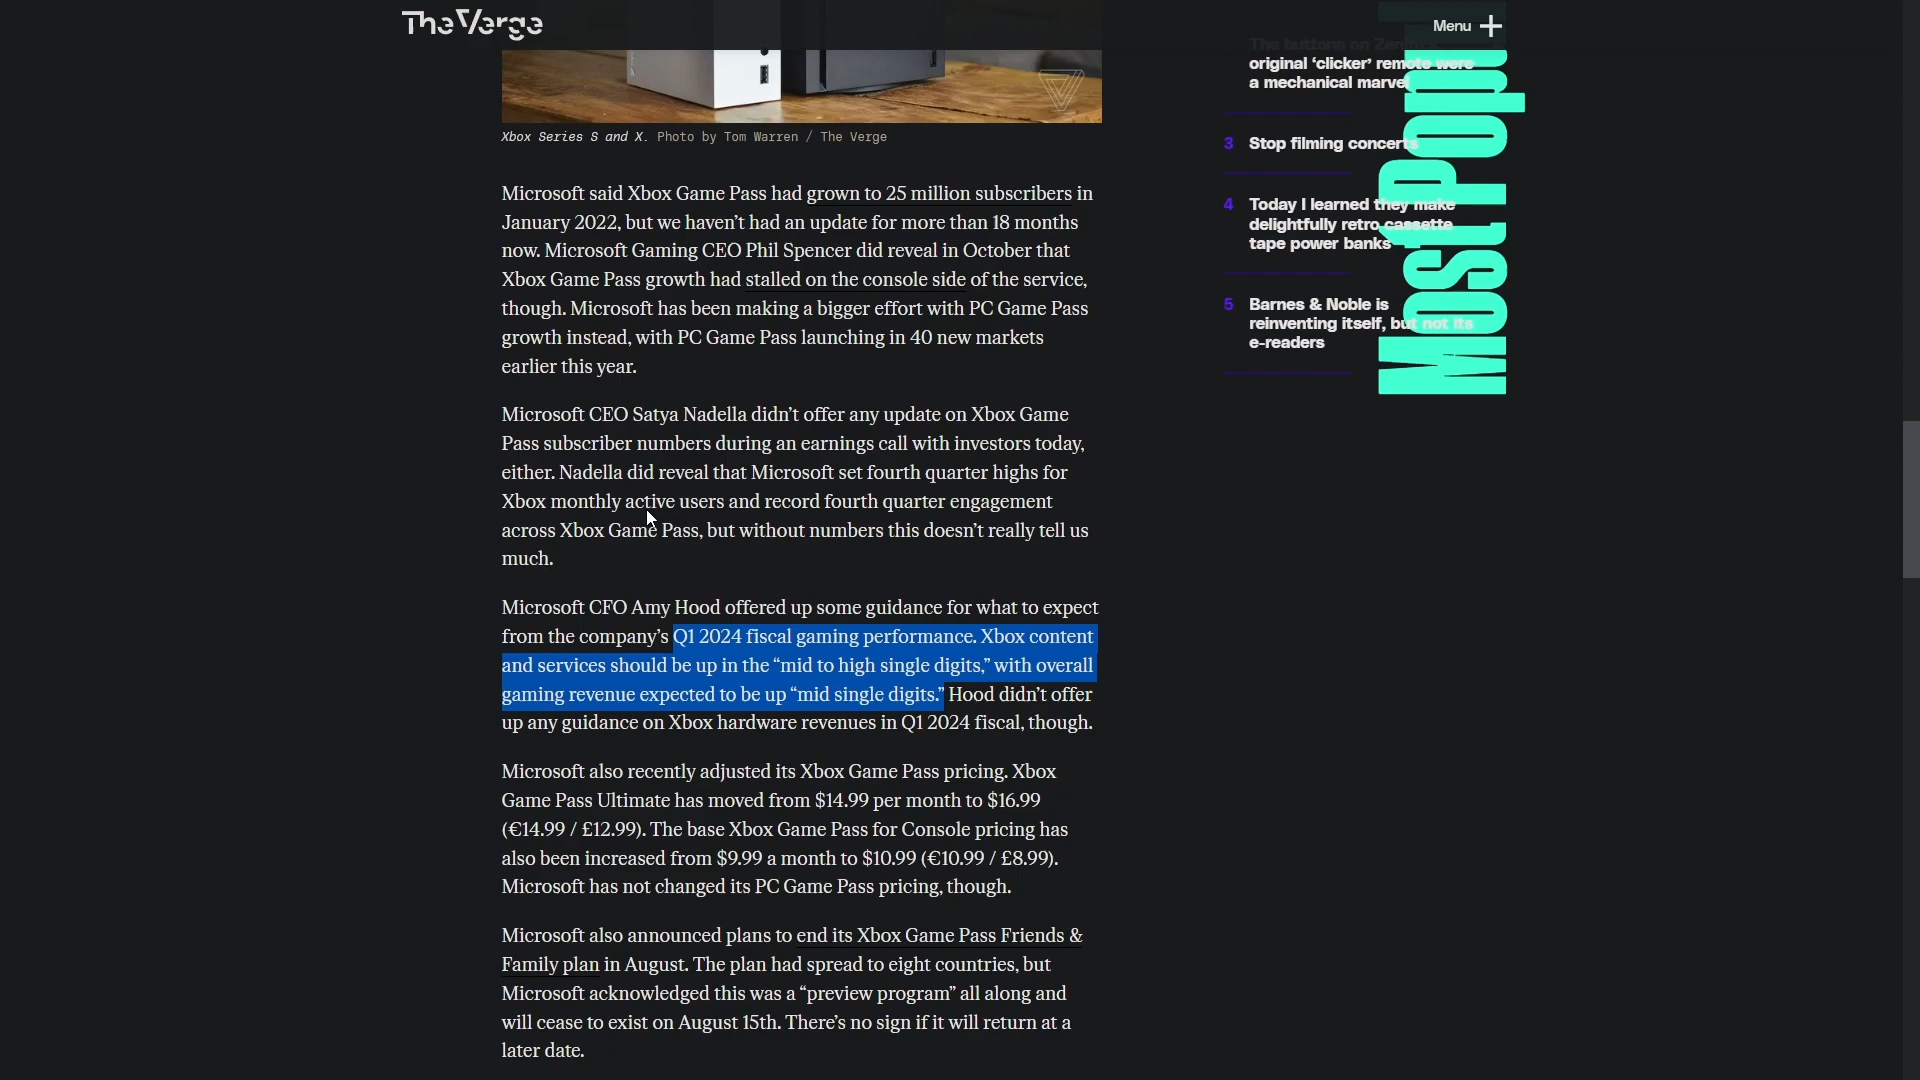 The Verge
Menu
Xbox Series S and X. Photo by Tom Warren / The Verge
Microsoft said Xbox Game Pass had grown to 25 million subscribers in
January 2022, but we haven’t had an update for more than 18 months
now. Microsoft Gaming CEO Phil Spencer did reveal in October that
Xbox Game Pass growth had stalled on the console side of the service,
though. Microsoft has been making a bigger effort with PC Game Pass
growth instead, with PC Game Pass launching in 40 new markets
earlier this year.
Microsoft CEO Satya Nadella didn’t offer any update on Xbox Game
Pass subscriber numbers during an earnings call with investors today,
either. Nadella did reveal that Microsoft set fourth quarter highs for
Xbox monthly active users and record fourth quarter engagement
across Xbox Game Pass, but without numbers this doesn’t really tell us
much.
Microsoft CFO Amy Hood offered up some guidance for what to expect
from the company’s Q1 2024 fiscal gaming performance. Xbox content
and services should be up in the “mid to high single digits,” with overall
gaming revenue expected to be up “mid single digits.” Hood didn’t offer
up any guidance on Xbox hardware revenues in Q1 2024 fiscal, though.
Microsoft also recently adjusted its Xbox Game Pass pricing. Xbox
Game Pass Ultimate has moved from $14.99 per month to $16.99
(€14.99 / £12.99). The base Xbox Game Pass for Console pricing has
also been increased from $9.99 a month to $10.99 (€10.99 / £8.99).
Microsoft has not changed its PC Game Pass pricing, though.
Microsoft also announced plans to end its Xbox Game Pass Friends &
Family plan in August. The plan had spread to eight countries, but
Microsoft acknowledged this was a “preview program” all along and
will cease to exist on August 15th. There’s no sign if it will return at a
later date.
The buttons on
original ‘clicker’ remote were
a mechanical marvel
3 Stop filming concerts
4 Today I learned they make
delightfully retro cassette
tape power banks
5 Barnes & Noble is
reinventing itself, but not its
e-readers
Most Popu